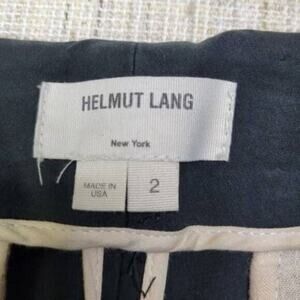 HELMUT LANG
New York
MADE IN
USA
2